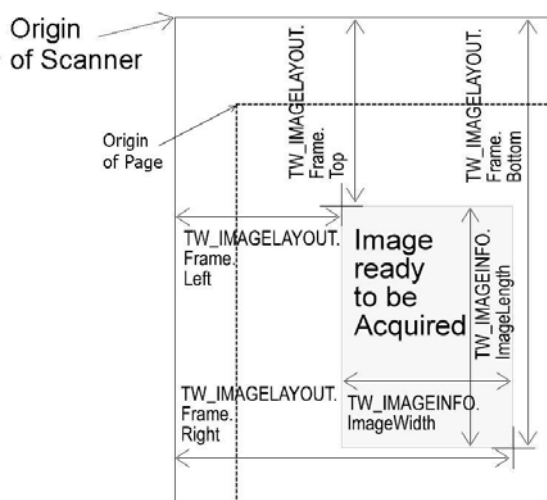 Origin
of Scanner
Origin
of Page
TW_IMAGELAYOUT.
Frame.
Top
TW_IMAGELAYOUT.
Frame.
Bottom
TW_IMAGELAYOUT.
Frame.
Left
Image
ready
to be
Acquired
TW_IMAGEINFO.
ImageLength
TW_IMAGELAYOUT.
Frame.
Right
TW_IMAGEINFO.
ImageWidth